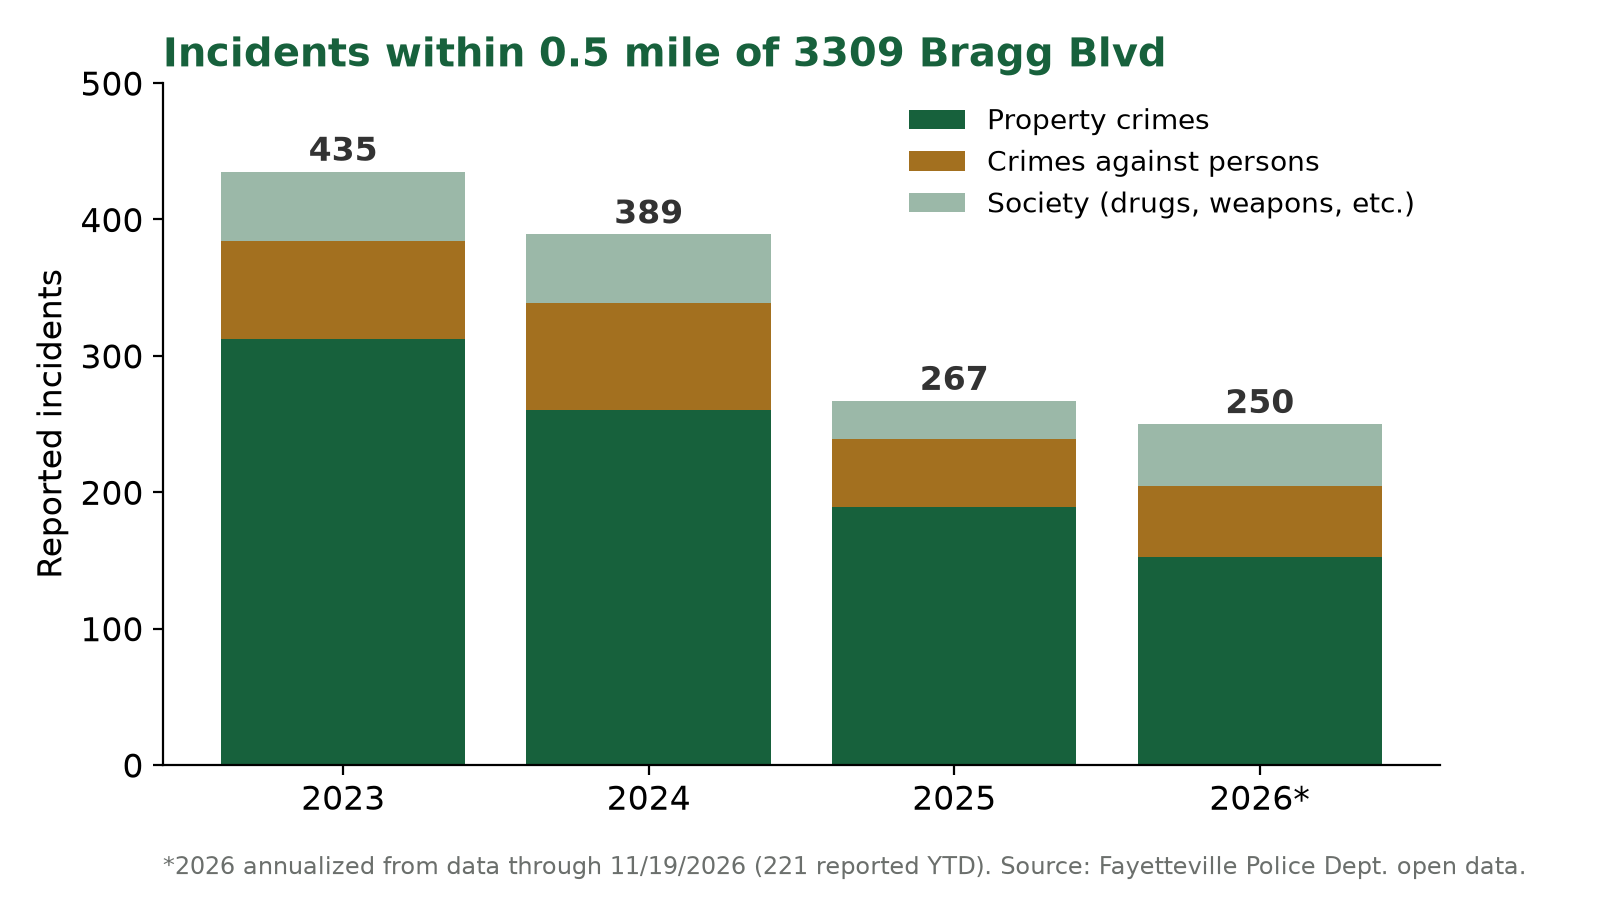 Incidents within 0.5 mile of 3309 Bragg Blvd
500
400
300
200
100
0
Reported incidents
Property crimes
Crimes against persons
Society (drugs, weapons, etc.)
435
389
267
250
2023
2024
2025
2026*
*2026 annualized from data through 11/19/2026 (221 reported YTD). Source: Fayetteville Police Dept. open data.